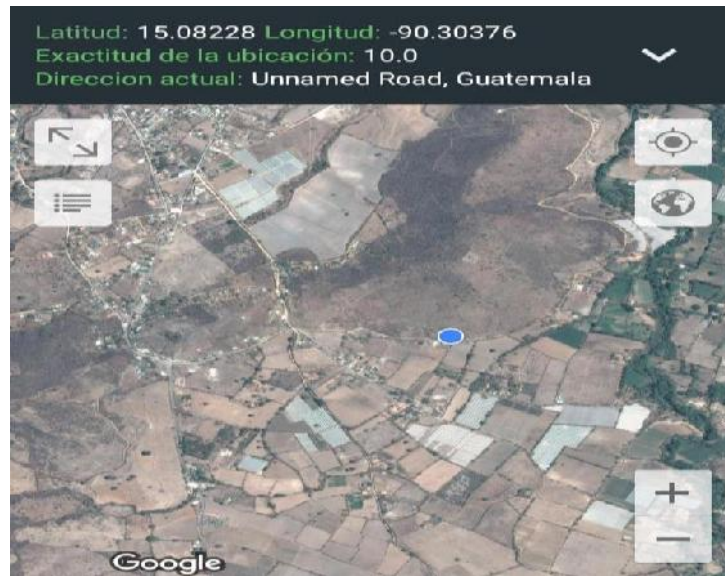 Latitud: 15.08228 Longitud: -90.30376
Exactitud de la ubicación: 10.0
Direccion actual: Unnamed Road, Guatemala
Google